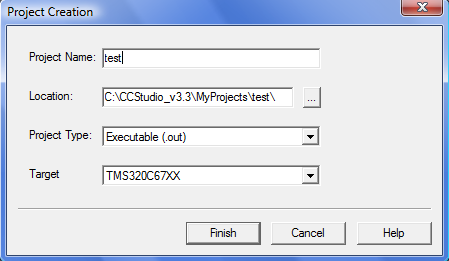 Project Creation
Project Name: test
Location: C:\CCStudio_v3.3\MyProjects\test\ ...
Project Type: Executable (.out)
Target TMS320C67XX
Finish Cancel Help